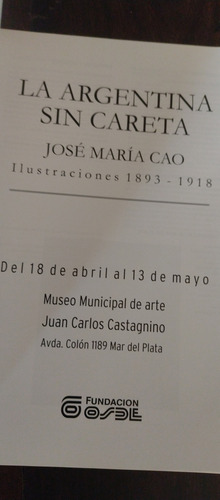 LA ARGENTINA
SIN CARETA
JOSÉ MARÍA CAO
Ilustraciones 1893 - 1918
Del 18 de abril al 13 de mayo
Museo Municipal de arte
Juan Carlos Castagnino
Avda. Colón 1189 Mar del Plata
FUNDACION
OSDE